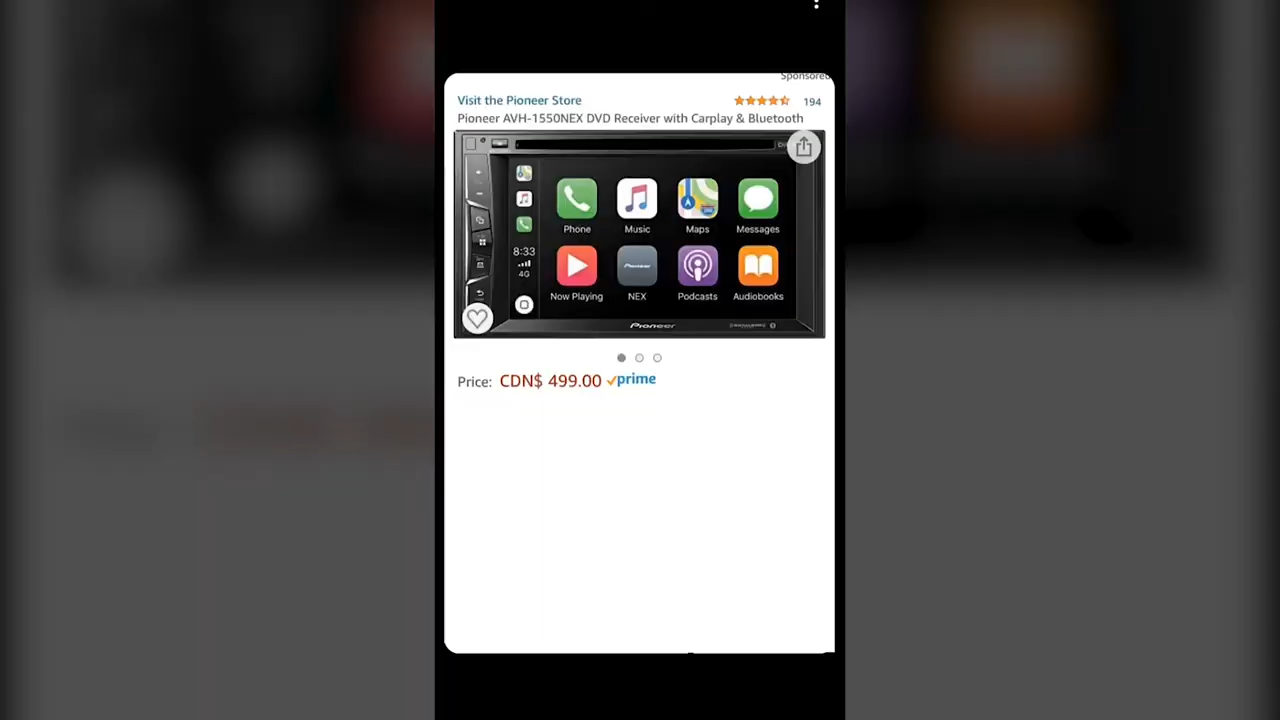 Sponsored
Visit the Pioneer Store 194
Pioneer AVH-1550NEX DVD Receiver with Carplay & Bluetooth
Phone Music Maps Messages
8:33
4G
Now Playing NEX Podcasts Audiobooks
Pioneer
Price: CDN$ 499.00 prime